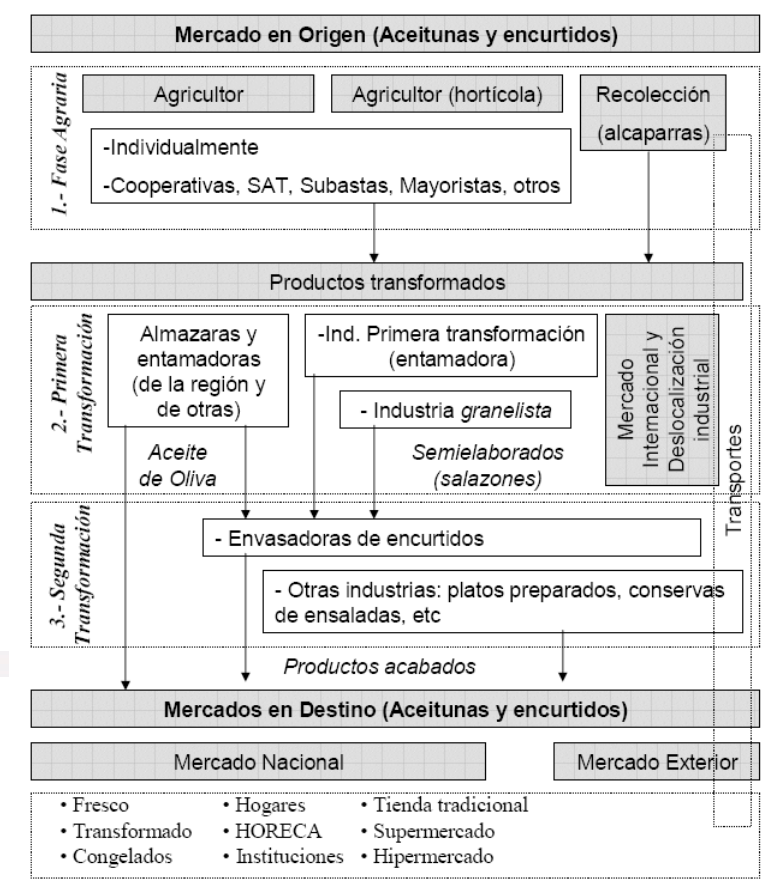 Mercado en Origen (Aceitunas y encurtidos)
1.- Fase Agraria
Agricultor
Agricultor (hortícola)
Recolección
(alcaparras)
-Individualmente
-Cooperativas, SAT, Subastas, Mayoristas, otros
Productos transformados
2.- Primera
Transformación
Almazaras y
entamadoras
(de la región y
de otras)
-Ind. Primera transformación
(entamadora)
- Industria granelista
Mercado
Internacional y
Deslocalización
industrial
Aceite
de Oliva
Semielaborados
(salazones)
Transportes
3.- Segunda
Transformación
- Envasadoras de encurtidos
- Otras industrias: platos preparados, conservas
de ensaladas, etc
Productos acabados
Mercados en Destino (Aceitunas y encurtidos)
Mercado Nacional
Mercado Exterior
• Fresco
• Transformado
• Congelados
• Hogares
• HORECA
• Instituciones
• Tienda tradicional
• Supermercado
• Hipermercado